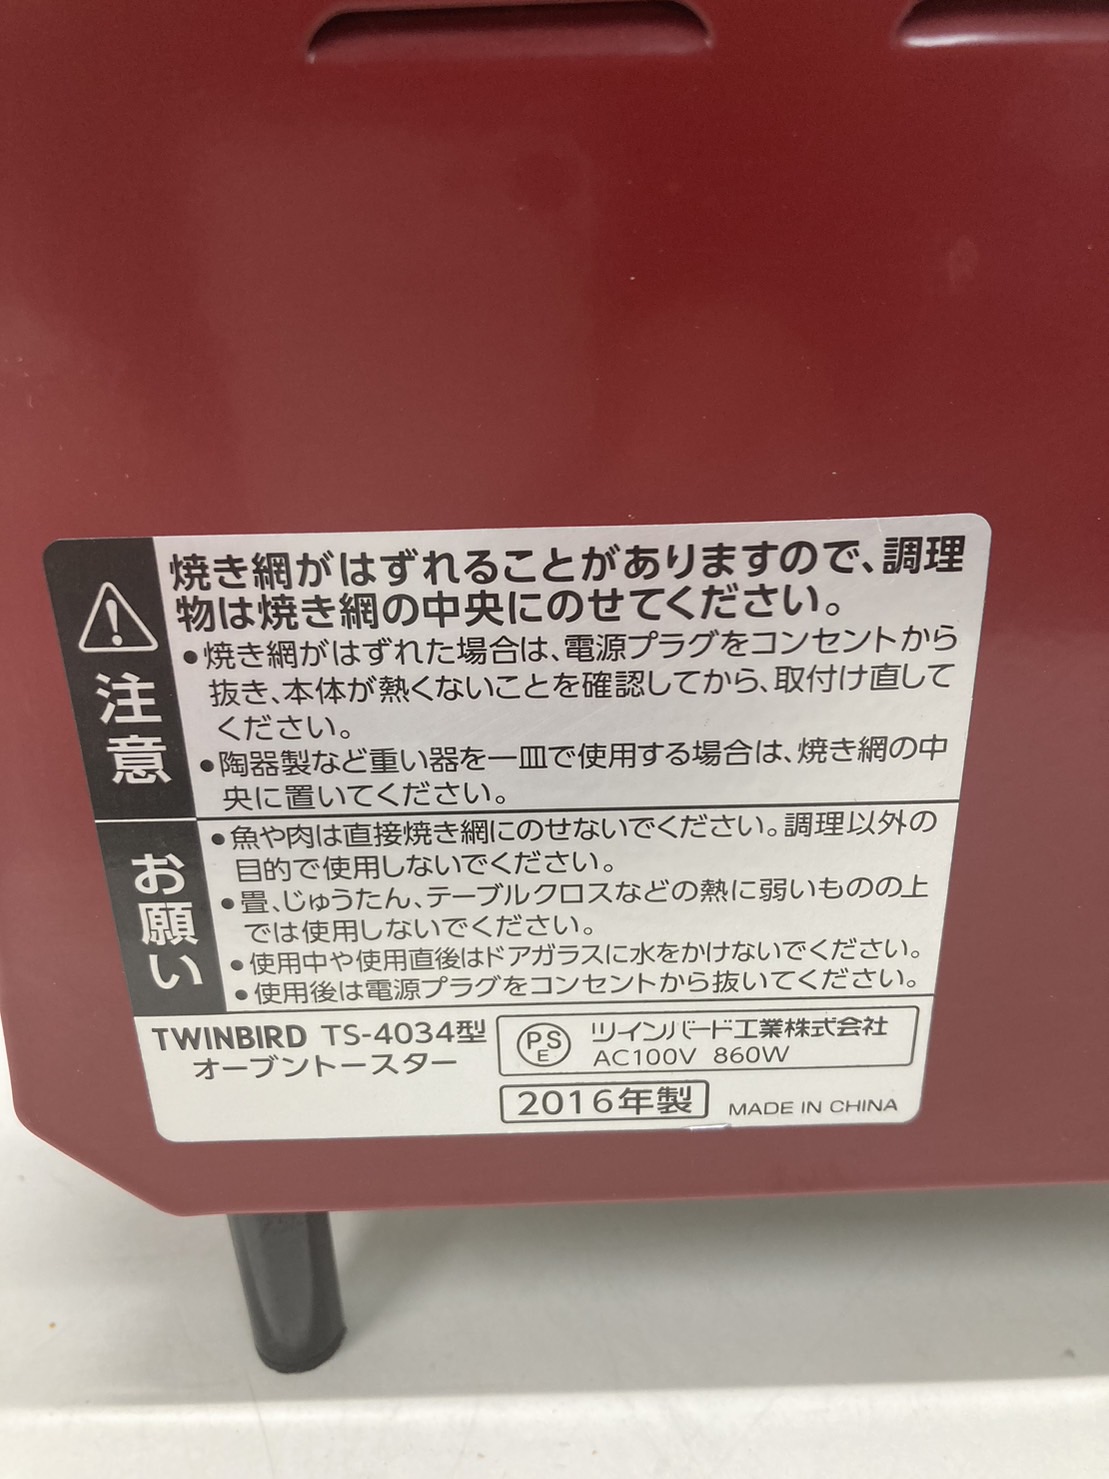 焼き網がはずれることがありますので、調理
物は焼き網の中央にのせてください。
注意
●焼き網がはずれた場合は、電源プラグをコンセントから
抜き、本体が熱くないことを確認してから、取付け直して
ください。
●陶器製など重い器を一皿で使用する場合は、焼き網の中
央に置いてください。
お願い
●魚や肉は直接焼き網にのせないでください。調理以外の
目的で使用しないでください。
●畳、じゅうたん、テーブルクロスなどの熱に弱いものの上
では使用しないでください。
●使用中や使用直後はドアガラスに水をかけないでください。
●使用後は電源プラグをコンセントから抜いてください。
TWINBIRD TS-4034型
オーブントースター
PSE
ツインバード工業株式会社
AC100V 860W
2016年製
MADE IN CHINA